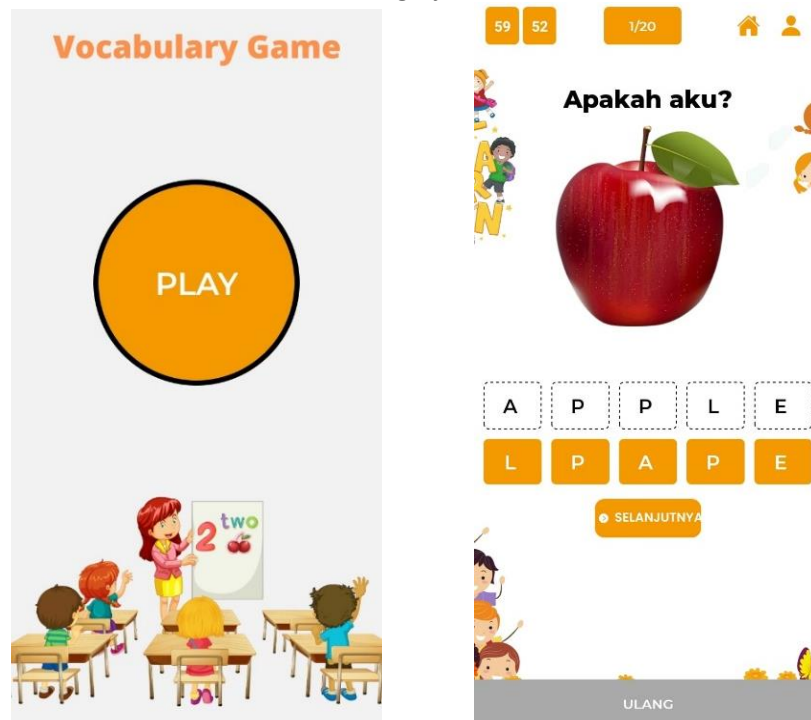 Vocabulary Game
PLAY
2 two
59 52 1/20
Apakah aku?
A P P L E
L P A P E
SELANJUTNYA
ULANG